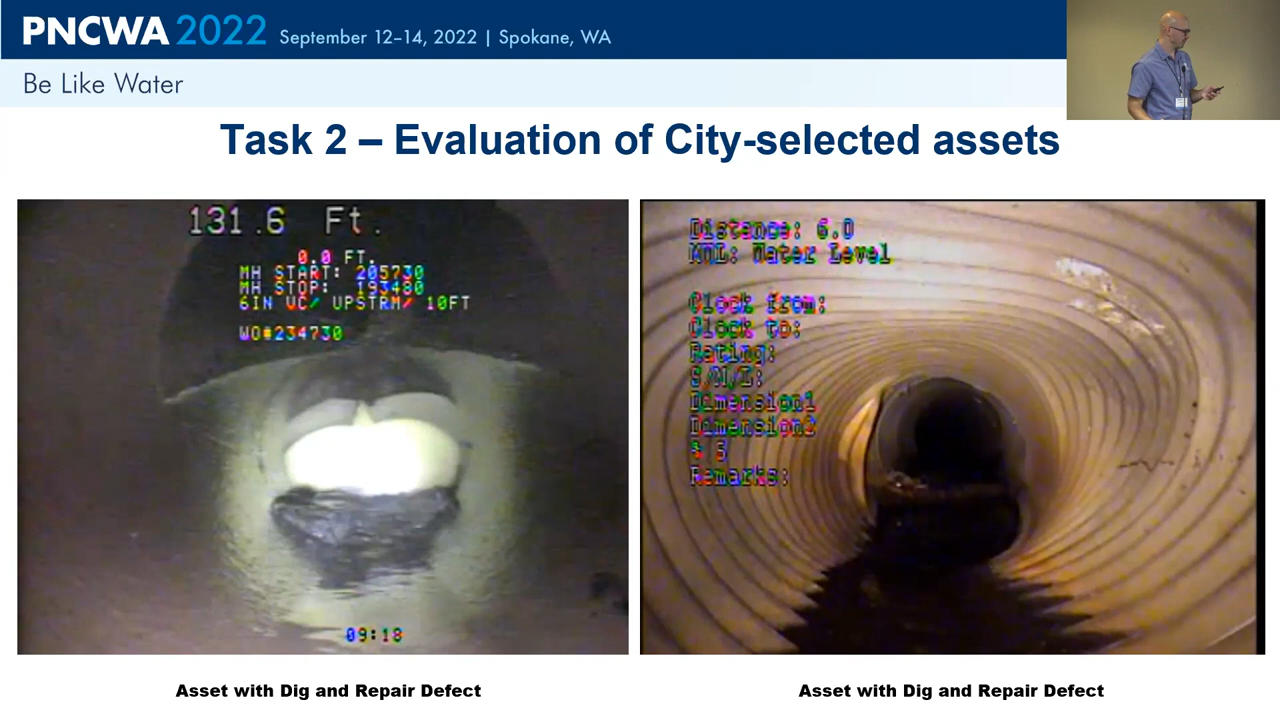 PNCWA 2022 September 12–14, 2022 | Spokane, WA
Be Like Water
Task 2 – Evaluation of City-selected assets
131.6 Ft.
0.0 FT.
MH START: 205730
MH STOP: 193480
6IN VC/ UPSTRM/ 10FT
WO#234730
09:18
Distance: 6.0
MWL: Water Level
Clock from:
Clock to:
Rating:
S/M/L:
Dimension1
Dimension2
% 5
Remarks:
Asset with Dig and Repair Defect
Asset with Dig and Repair Defect